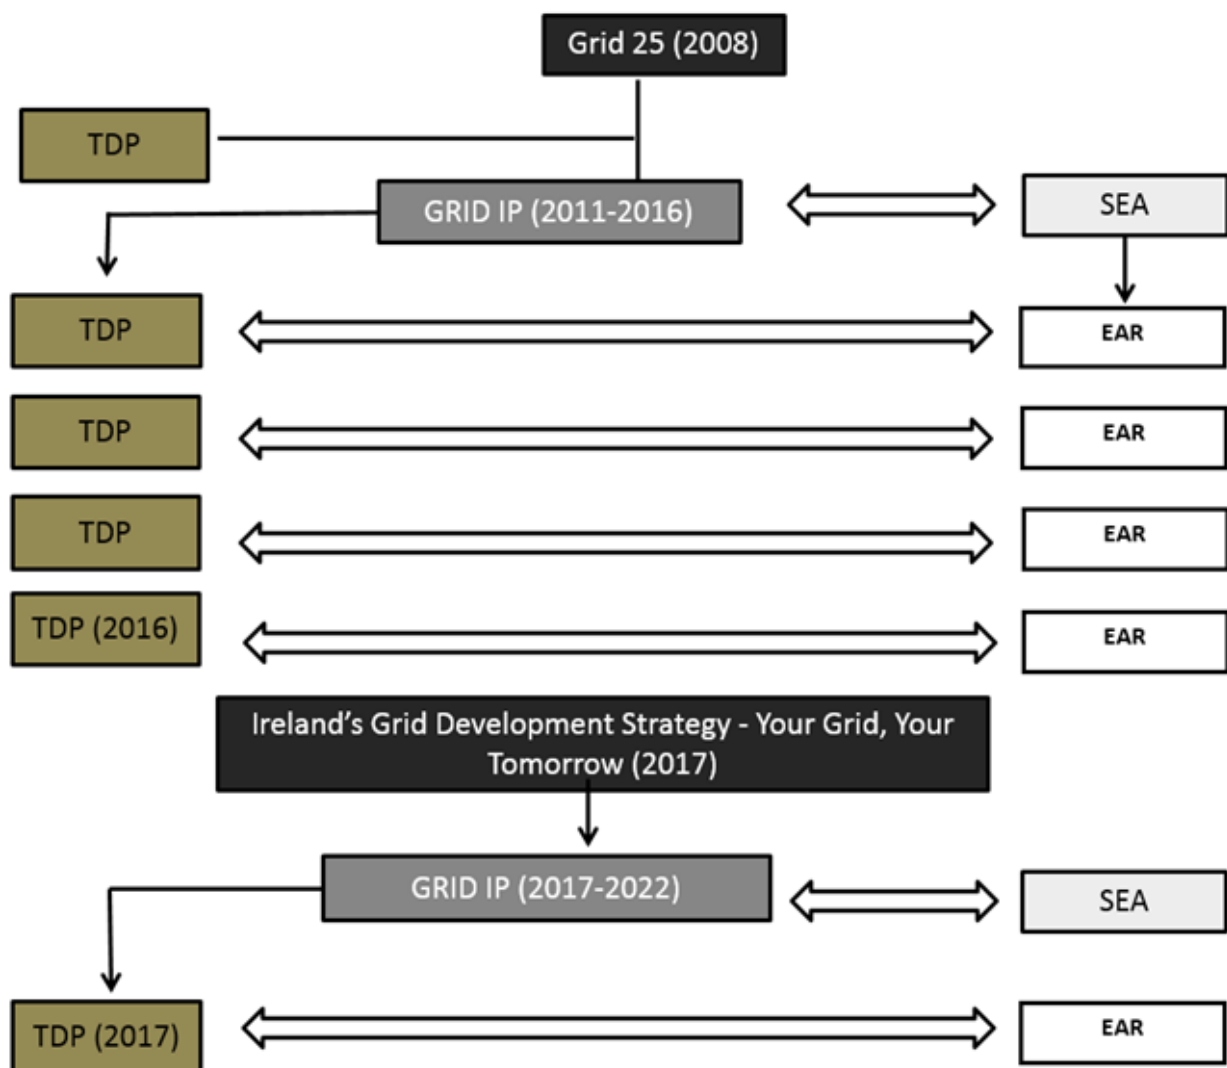 Grid 25 (2008)
TDP
GRID IP (2011-2016)
SEA
TDP
EAR
TDP
EAR
TDP
EAR
TDP (2016)
EAR
Ireland’s Grid Development Strategy - Your Grid, Your
Tomorrow (2017)
GRID IP (2017-2022)
SEA
TDP (2017)
EAR